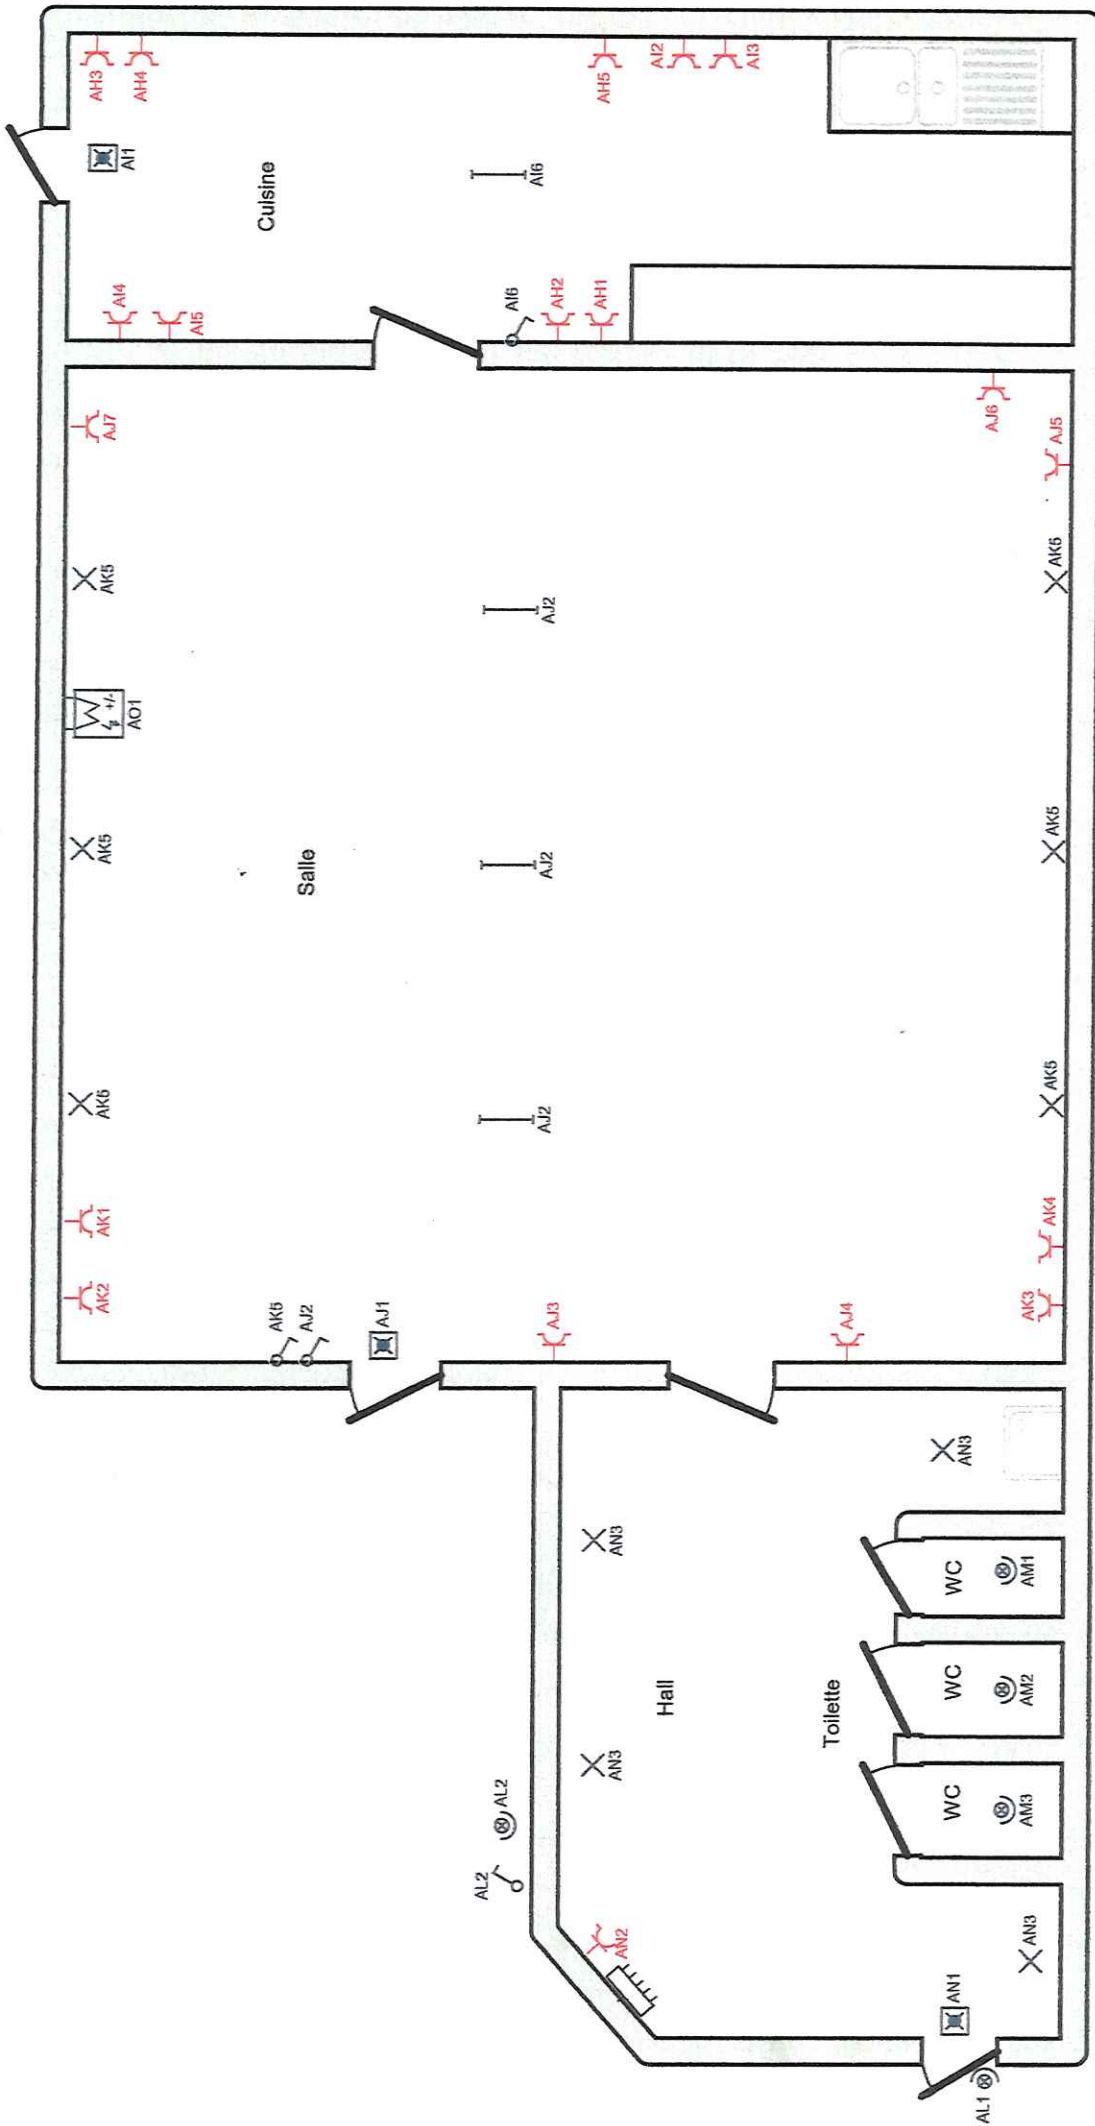 AH3
AH4
AI1
Cuisine
AH5
AI2
AI3
AI6
AI4
AI5
AI6
AH2
AH1
AJ7
AJ6
AJ5
AK5
AK5
AO1
+/-
AJ2
AK5
AK5
Salle
AJ2
AK5
AK5
AJ2
AK1
AK2
AK4
AK3
AK5
AJ2
AJ1
AJ3
AJ4
AN3
AN3
WC
AM1
Hall
Toilette
WC
AM2
AN3
WC
AM3
AL2
AL2
AN2
AN3
AN1
AL1